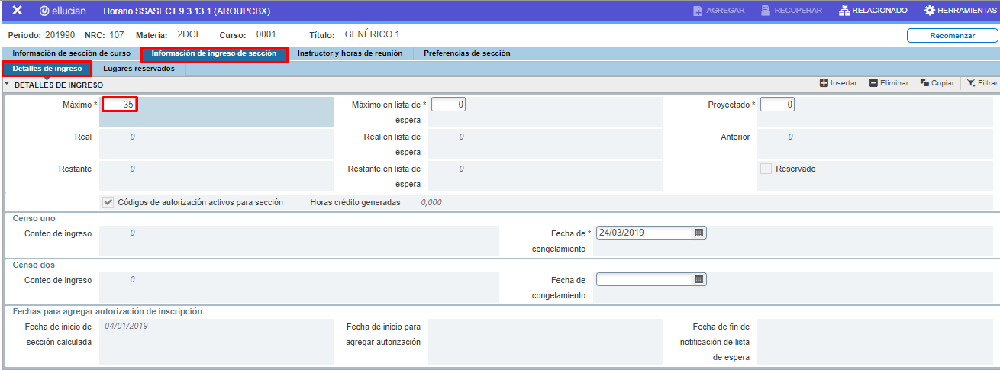 ✕ ellucian Horario SSASECT 9.3.13.1 (AROUPCBX) AGREGAR RECUPERAR RELACIONADO HERRAMIENTAS
Periodo: 201990 NRC: 107 Materia: 2DGE Curso: 0001 Título: GENÉRICO 1 Recomenzar
Información de sección de curso Información de ingreso de sección Instructor y horas de reunión Preferencias de sección
Detalles de ingreso Lugares reservados
DETALLES DE INGRESO Insertar Eliminar Copiar Filtrar
Máximo * 35 Máximo en lista de * 0 Proyectado * 0
espera
Real 0 Real en lista de 0 Anterior 0
espera
Restante 0 Restante en lista de 0 Reservado
espera
Códigos de autorización activos para sección Horas crédito generadas 0,000
Censo uno
Conteo de ingreso 0 Fecha de * 24/03/2019
congelamiento
Censo dos
Conteo de ingreso 0 Fecha de
congelamiento
Fechas para agregar autorización de inscripción
Fecha de inicio de 04/01/2019 Fecha de inicio para Fecha de fin de
sección calculada agregar autorización notificación de lista
de espera